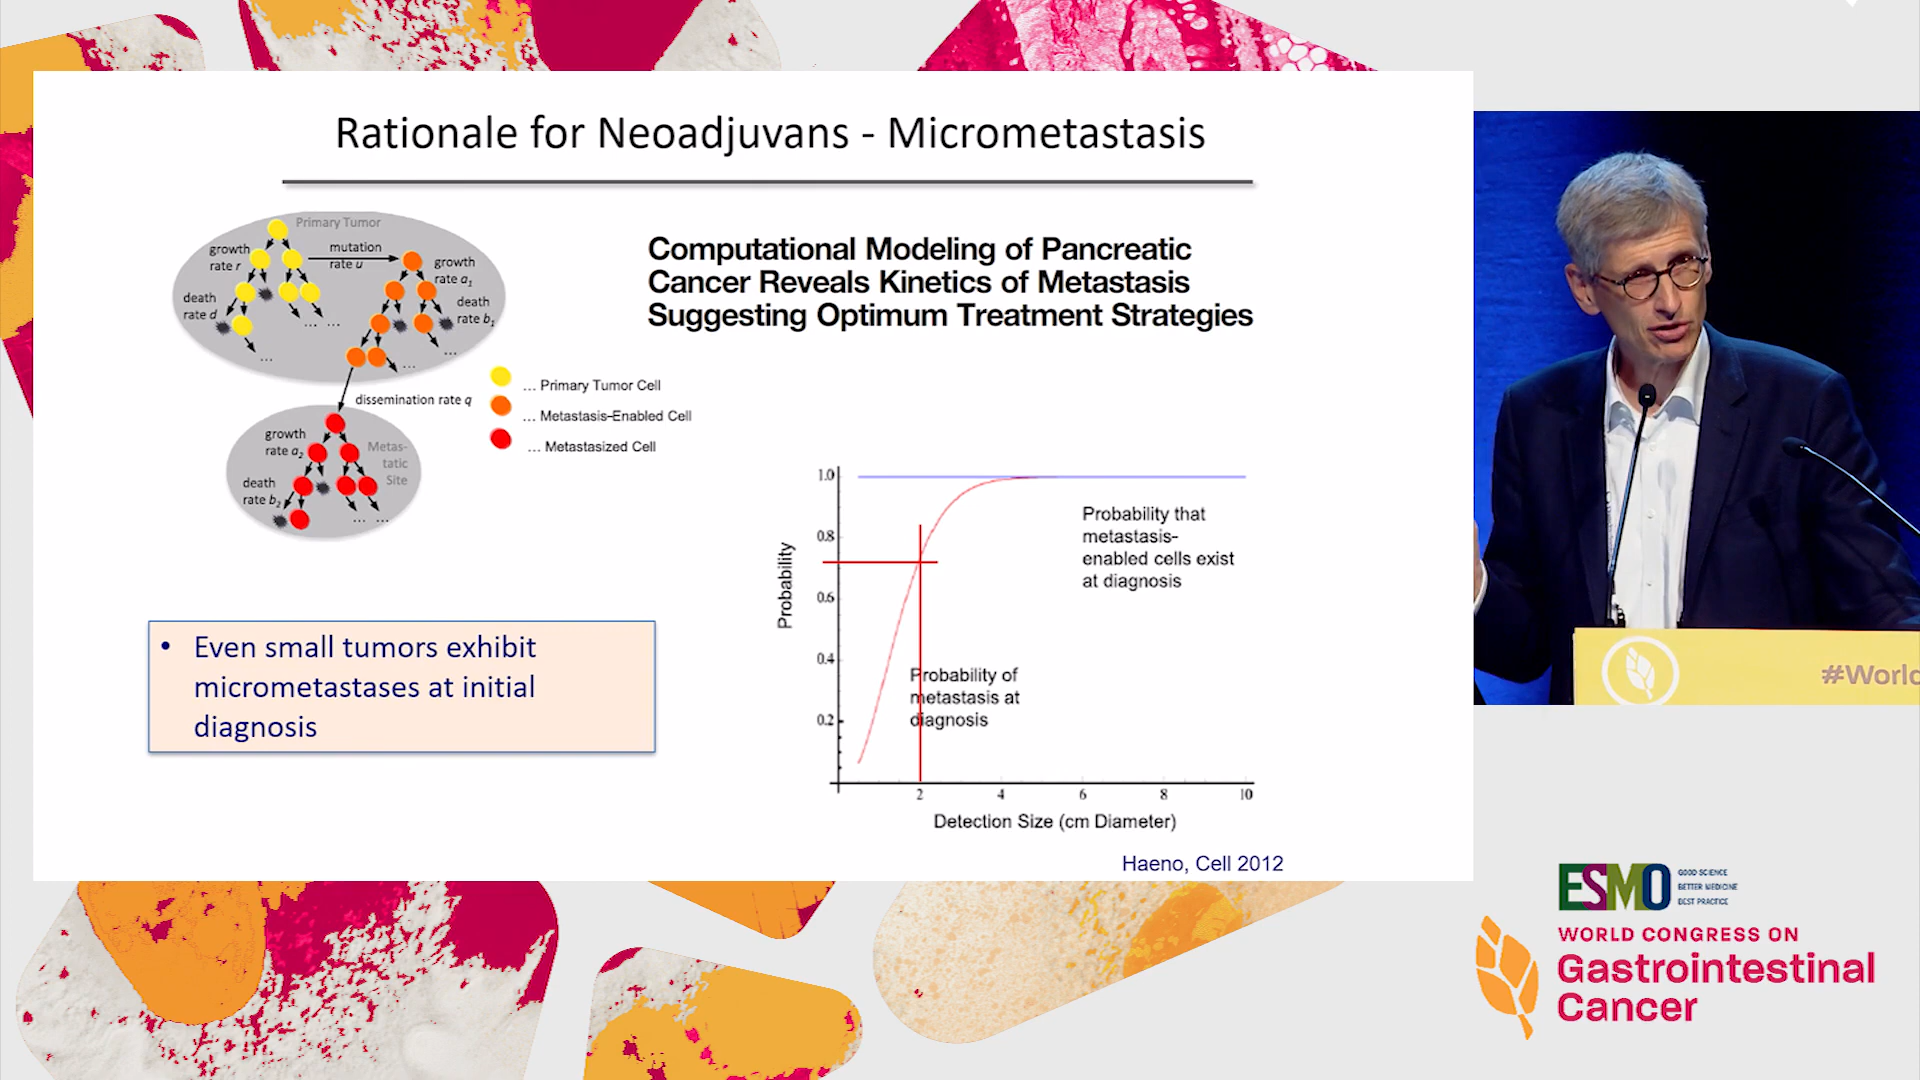 Rationale for Neoadjuvans - Micrometastasis
Primary Tumor
growth
rate r
mutation
rate u
growth
rate a1
death
rate d
death
rate b1
... ...
...
...
...
dissemination rate q
growth
rate a2
Metas-
tatic
Site
death
rate b2
... ...
... Primary Tumor Cell
... Metastasis-Enabled Cell
... Metastasized Cell
Computational Modeling of Pancreatic
Cancer Reveals Kinetics of Metastasis
Suggesting Optimum Treatment Strategies
• Even small tumors exhibit
micrometastases at initial
diagnosis
Probability
1.0
0.8
0.6
0.4
0.2
Probability that
metastasis-
enabled cells exist
at diagnosis
Probability of
metastasis at
diagnosis
2 4 6 8 10
Detection Size (cm Diameter)
Haeno, Cell 2012
#World
ESMO
GOOD SCIENCE
BETTER MEDICINE
BEST PRACTICE
WORLD CONGRESS ON
Gastrointestinal
Cancer